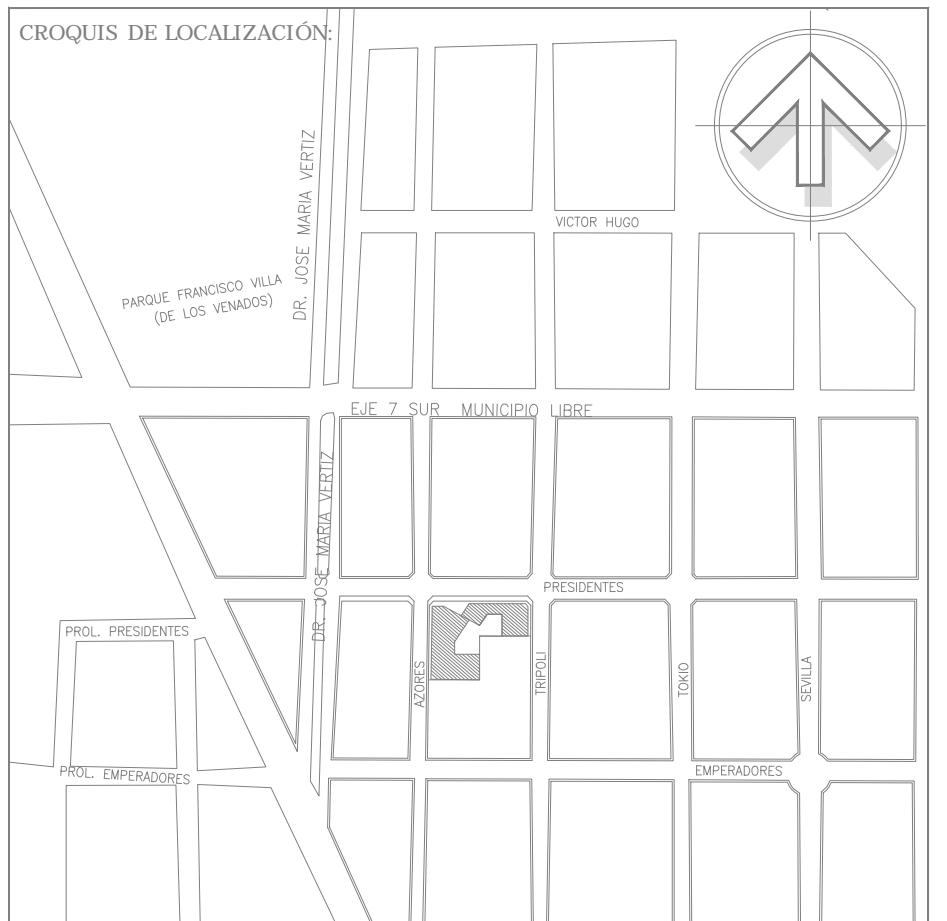 CROQUIS DE LOCALIZACIÓN:
DR. JOSE MARIA VERTIZ
VICTOR HUGO
PARQUE FRANCISCO VILLA
(DE LOS VENADOS)
EJE 7 SUR MUNICIPIO LIBRE
DR. JOSE MARIA VERTIZ
PRESIDENTES
PROL. PRESIDENTES
AZORES
TRIPOLI
TOKIO
SEVILLA
PROL. EMPERADORES
EMPERADORES